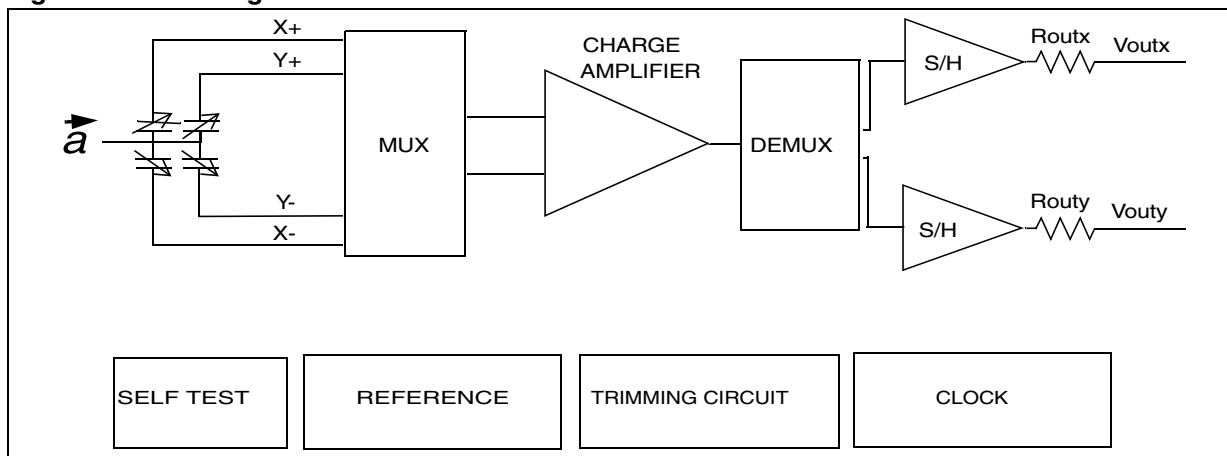 X+
Y+
CHARGE
AMPLIFIER
Routx
Voutx
S/H
a
MUX
DEMUX
Y-
X-
Routy
Vouty
S/H
SELF TEST
REFERENCE
TRIMMING CIRCUIT
CLOCK